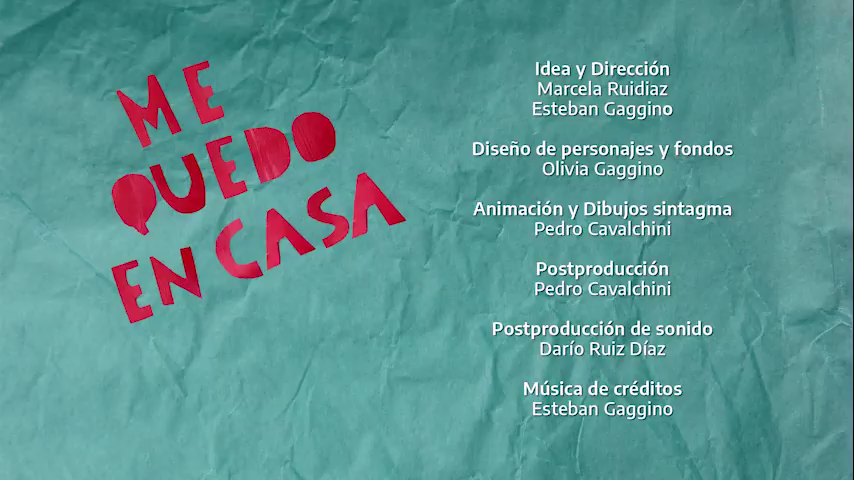 ME
QUEDO
EN CASA
Idea y Dirección
Marcela Ruidiaz
Esteban Gaggino
Diseño de personajes y fondos
Olivia Gaggino
Animación y Dibujos sintagma
Pedro Cavalchini
Postproducción
Pedro Cavalchini
Postproducción de sonido
Darío Ruiz Díaz
Música de créditos
Esteban Gaggino